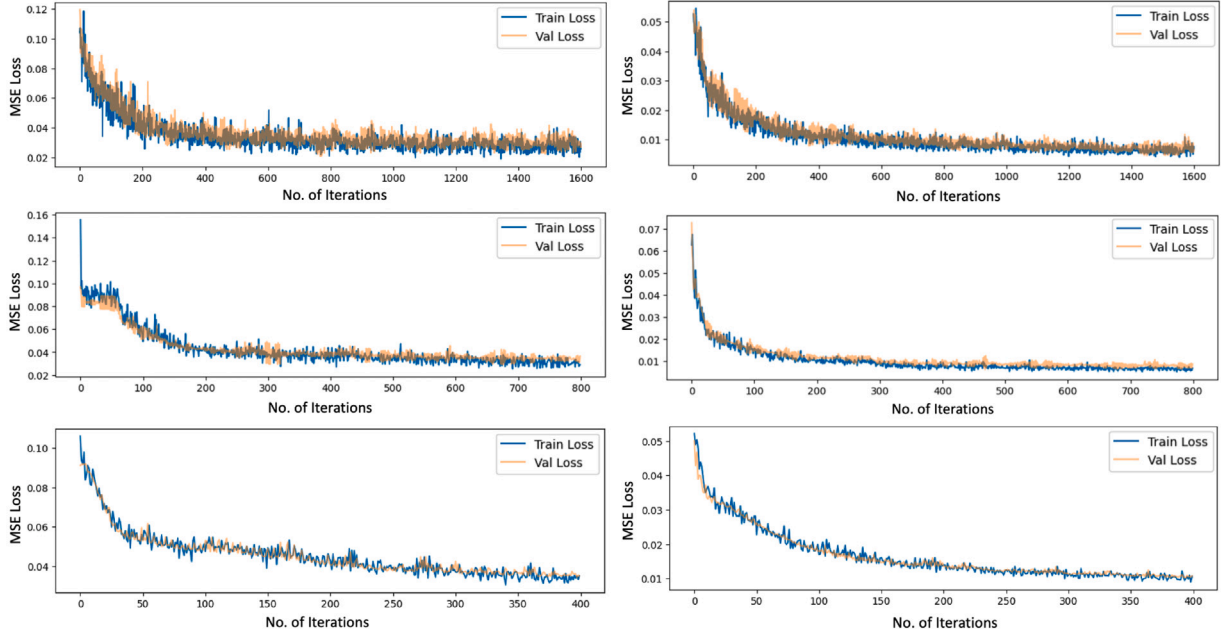 0.12
0.10
0.08
0.06
0.04
0.02
MSE Loss
Train Loss
Val Loss
0 200 400 600 800 1000 1200 1400 1600
No. of Iterations
0.05
0.04
0.03
0.02
0.01
MSE Loss
Train Loss
Val Loss
0 200 400 600 800 1000 1200 1400 1600
No. of Iterations
0.16
0.14
0.12
0.10
0.08
0.06
0.04
0.02
MSE Loss
Train Loss
Val Loss
0 100 200 300 400 500 600 700 800
No. of Iterations
0.07
0.06
0.05
0.04
0.03
0.02
0.01
MSE Loss
Train Loss
Val Loss
0 100 200 300 400 500 600 700 800
No. of Iterations
0.10
0.08
0.06
0.04
MSE Loss
Train Loss
Val Loss
0 50 100 150 200 250 300 350 400
No. of Iterations
0.05
0.04
0.03
0.02
0.01
MSE Loss
Train Loss
Val Loss
0 50 100 150 200 250 300 350 400
No. of Iterations